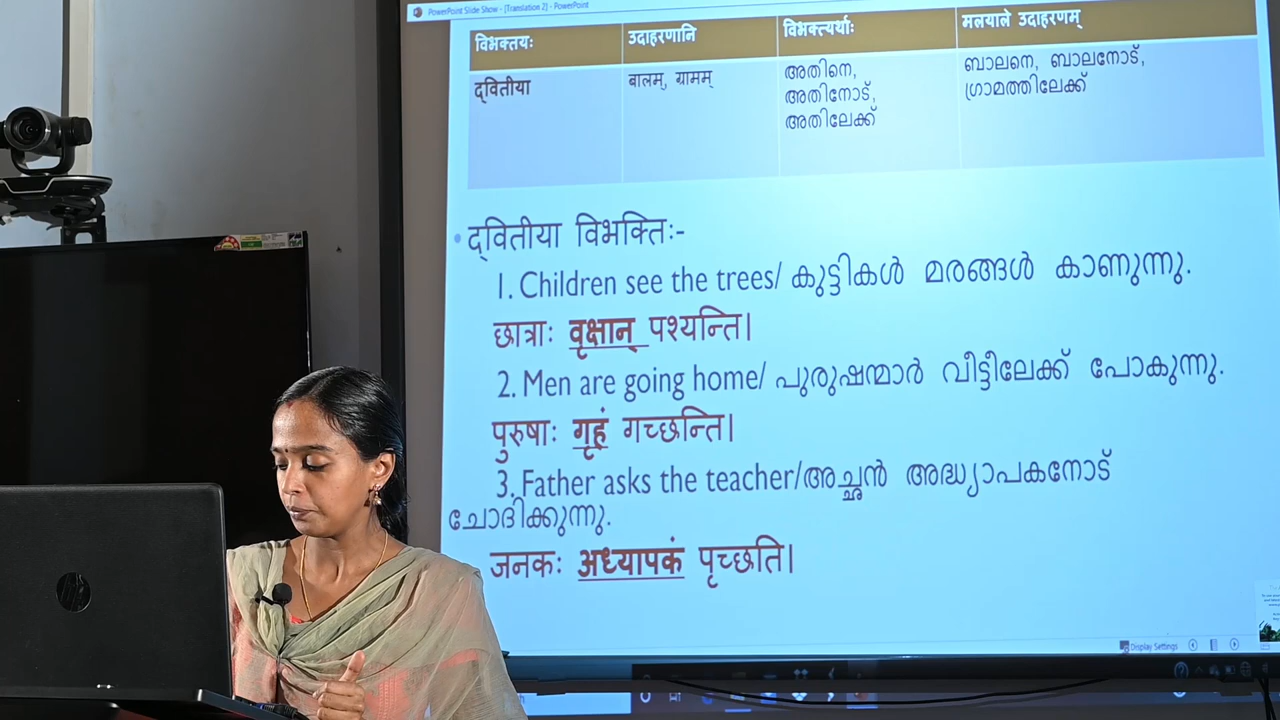 PowerPoint Slide Show - [Translation 2] - PowerPoint
विभक्तयः उदाहरणानि विभक्त्यर्थाः मलयाले उदाहरणम्
द्वितीया बालम्, ग्रामम् അതിനെ, ബാലനെ, ബാലനോട്,
അതിനോട്, ഗ്രാമത്തിലേക്ക്
അതിലേക്ക്
• द्वितीया विभक्तिः:-
1. Children see the trees/ കുട്ടികൾ മരങ്ങൾ കാണുന്നു.
छात्राः वृक्षान् पश्यन्ति।
2. Men are going home/ പുരുഷന്മാർ വീട്ടീലേക്ക് പോകുന്നു.
पुरुषाः गृहं गच्छन्ति।
3. Father asks the teacher/അച്ഛൻ അദ്ധ്യാപകനോട്
ചോദിക്കുന്നു.
जनकः अध्यापकं पृच्छति।
Display Settings